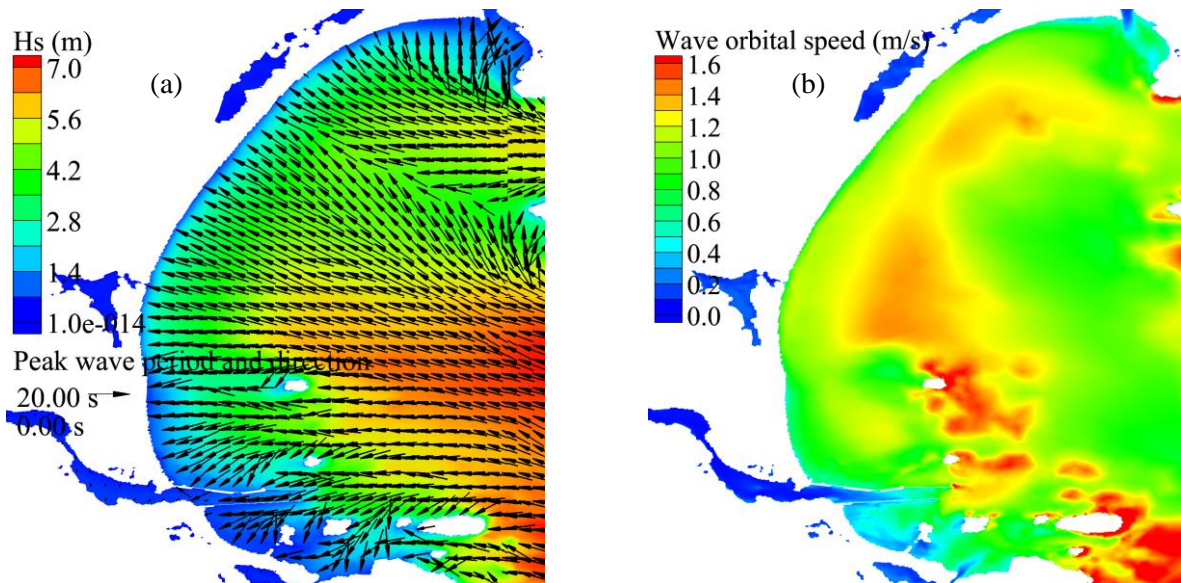 Hs (m)
7.0
5.6
4.2
2.8
1.4
1.0e-014
(a)
Peak wave period and direction
20.00 s
0.00 s
Wave orbital speed (m/s)
1.6
1.4
1.2
1.0
0.8
0.6
0.4
0.2
0.0
(b)